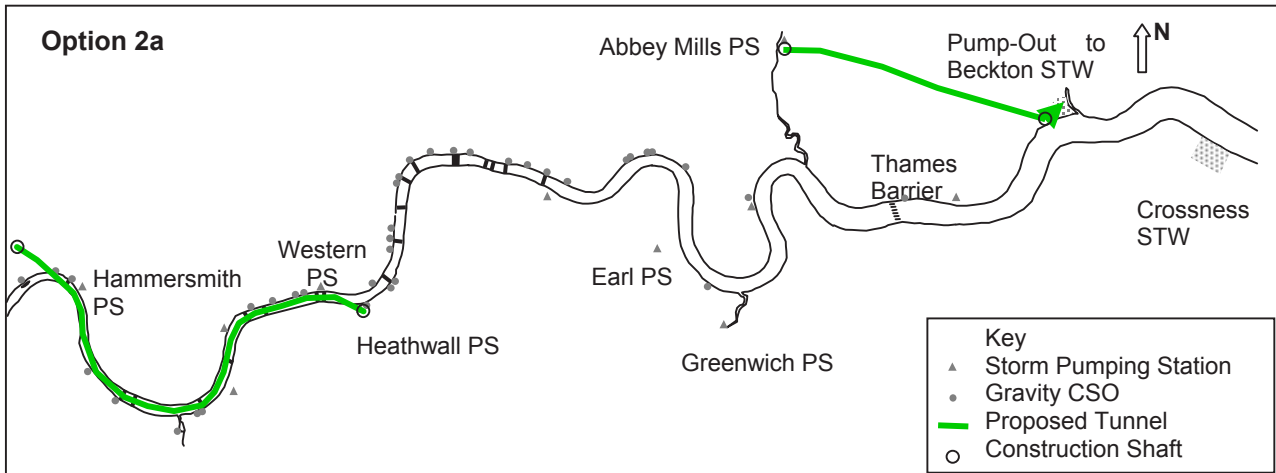 Option 2a
Abbey Mills PS
Pump-Out to
Beckton STW
N
Thames
Barrier
Crossness
STW
Western
PS
Hammersmith
PS
Earl PS
Heathwall PS
Greenwich PS
Key
Storm Pumping Station
Gravity CSO
Proposed Tunnel
Construction Shaft